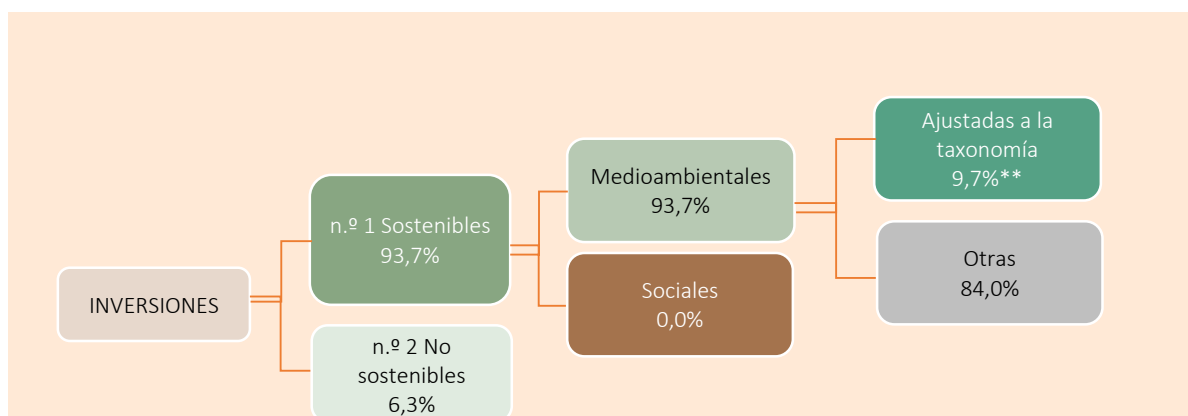 INVERSIONES
n.º 1 Sostenibles
93,7%
n.º 2 No
sostenibles
6,3%
Medioambientales
93,7%
Sociales
0,0%
Ajustadas a la
taxonomía
9,7%**
Otras
84,0%